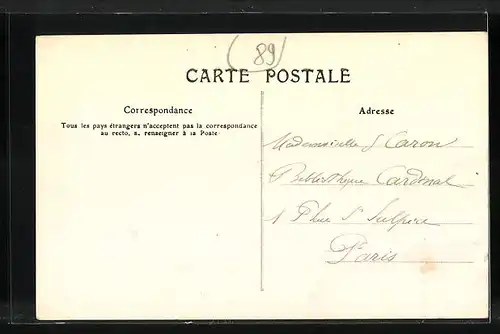 (89)
CARTE POSTALE
Correspondance
Tous les pays étrangers n'acceptent pas la correspondance
au recto, s. renseigner à la Poste
Adresse
Mademoiselle J Caron
Bibliothèque Cardinal
1 Place St Sulpice
Paris